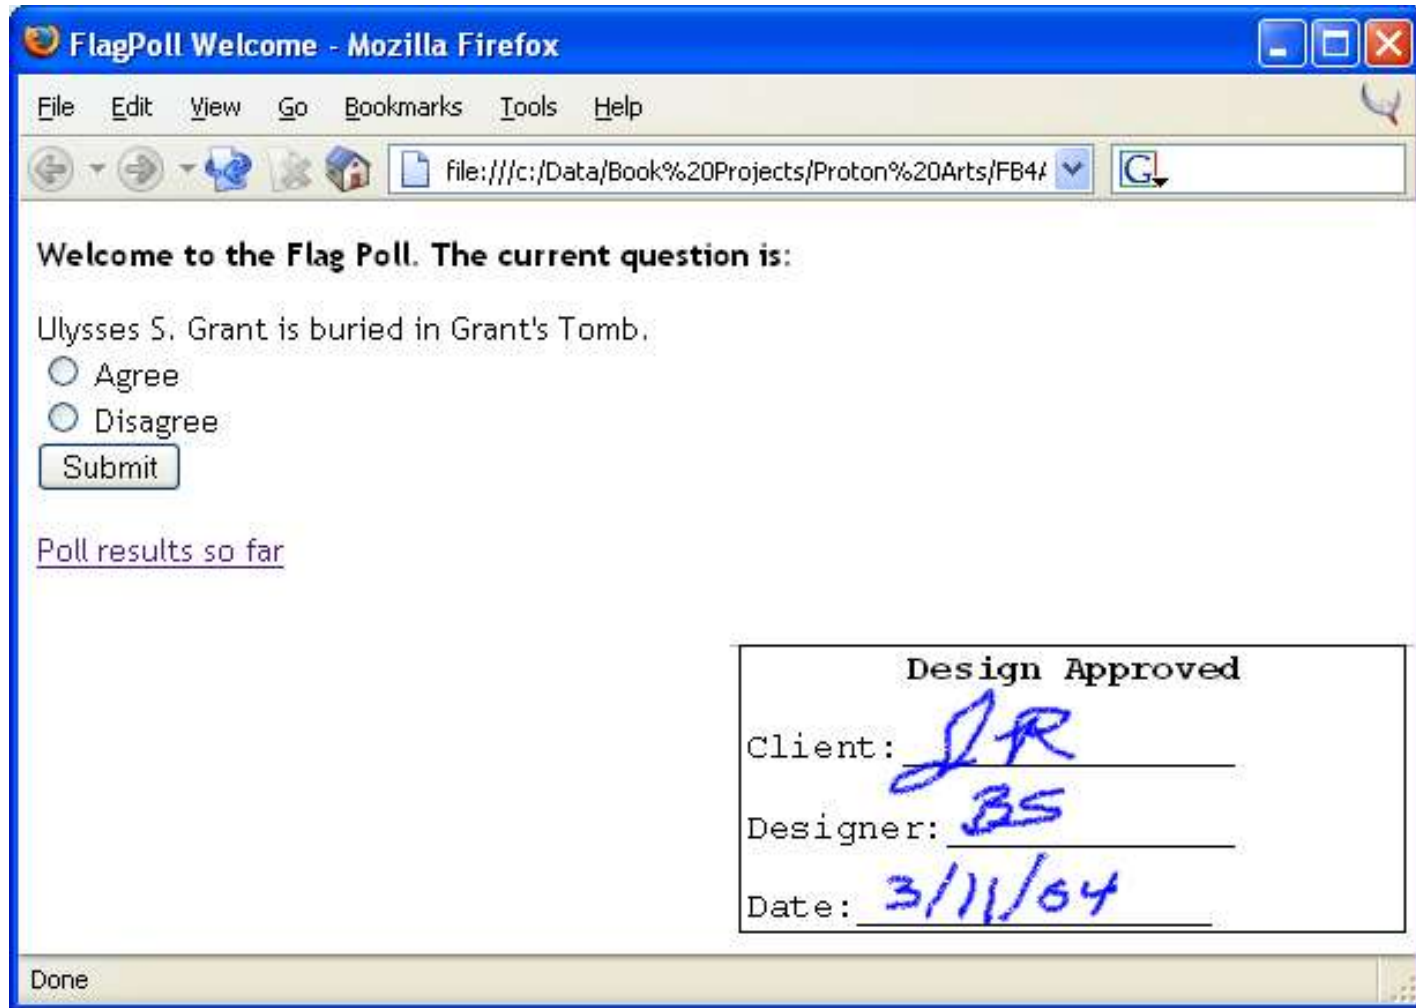 FlagPoll Welcome - Mozilla Firefox
File Edit View Go Bookmarks Tools Help
file:///c:/Data/Book%20Projects/Proton%20Arts/FB4A
G
Welcome to the Flag Poll. The current question is:
Ulysses S. Grant is buried in Grant's Tomb.
Agree
Disagree
Submit
Poll results so far
Design Approved
Client: JR
Designer: BS
Date: 3/11/04
Done